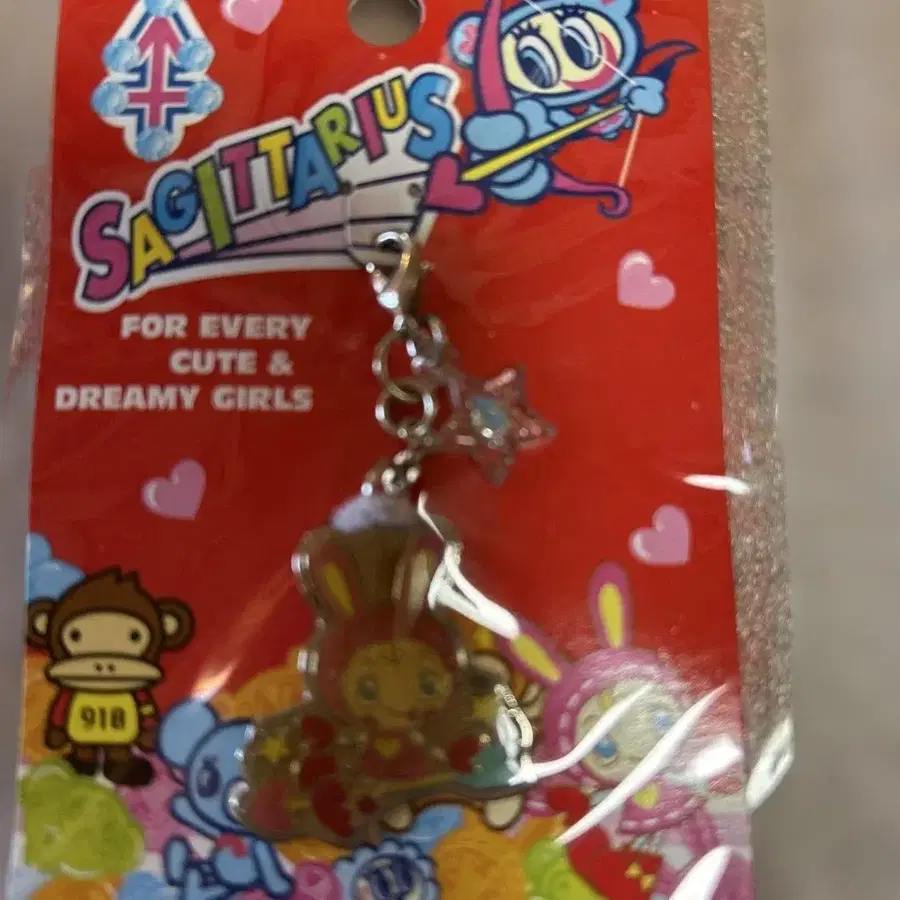 SAGITTARIUS
FOR EVERY
CUTE &
DREAMY GIRLS
918